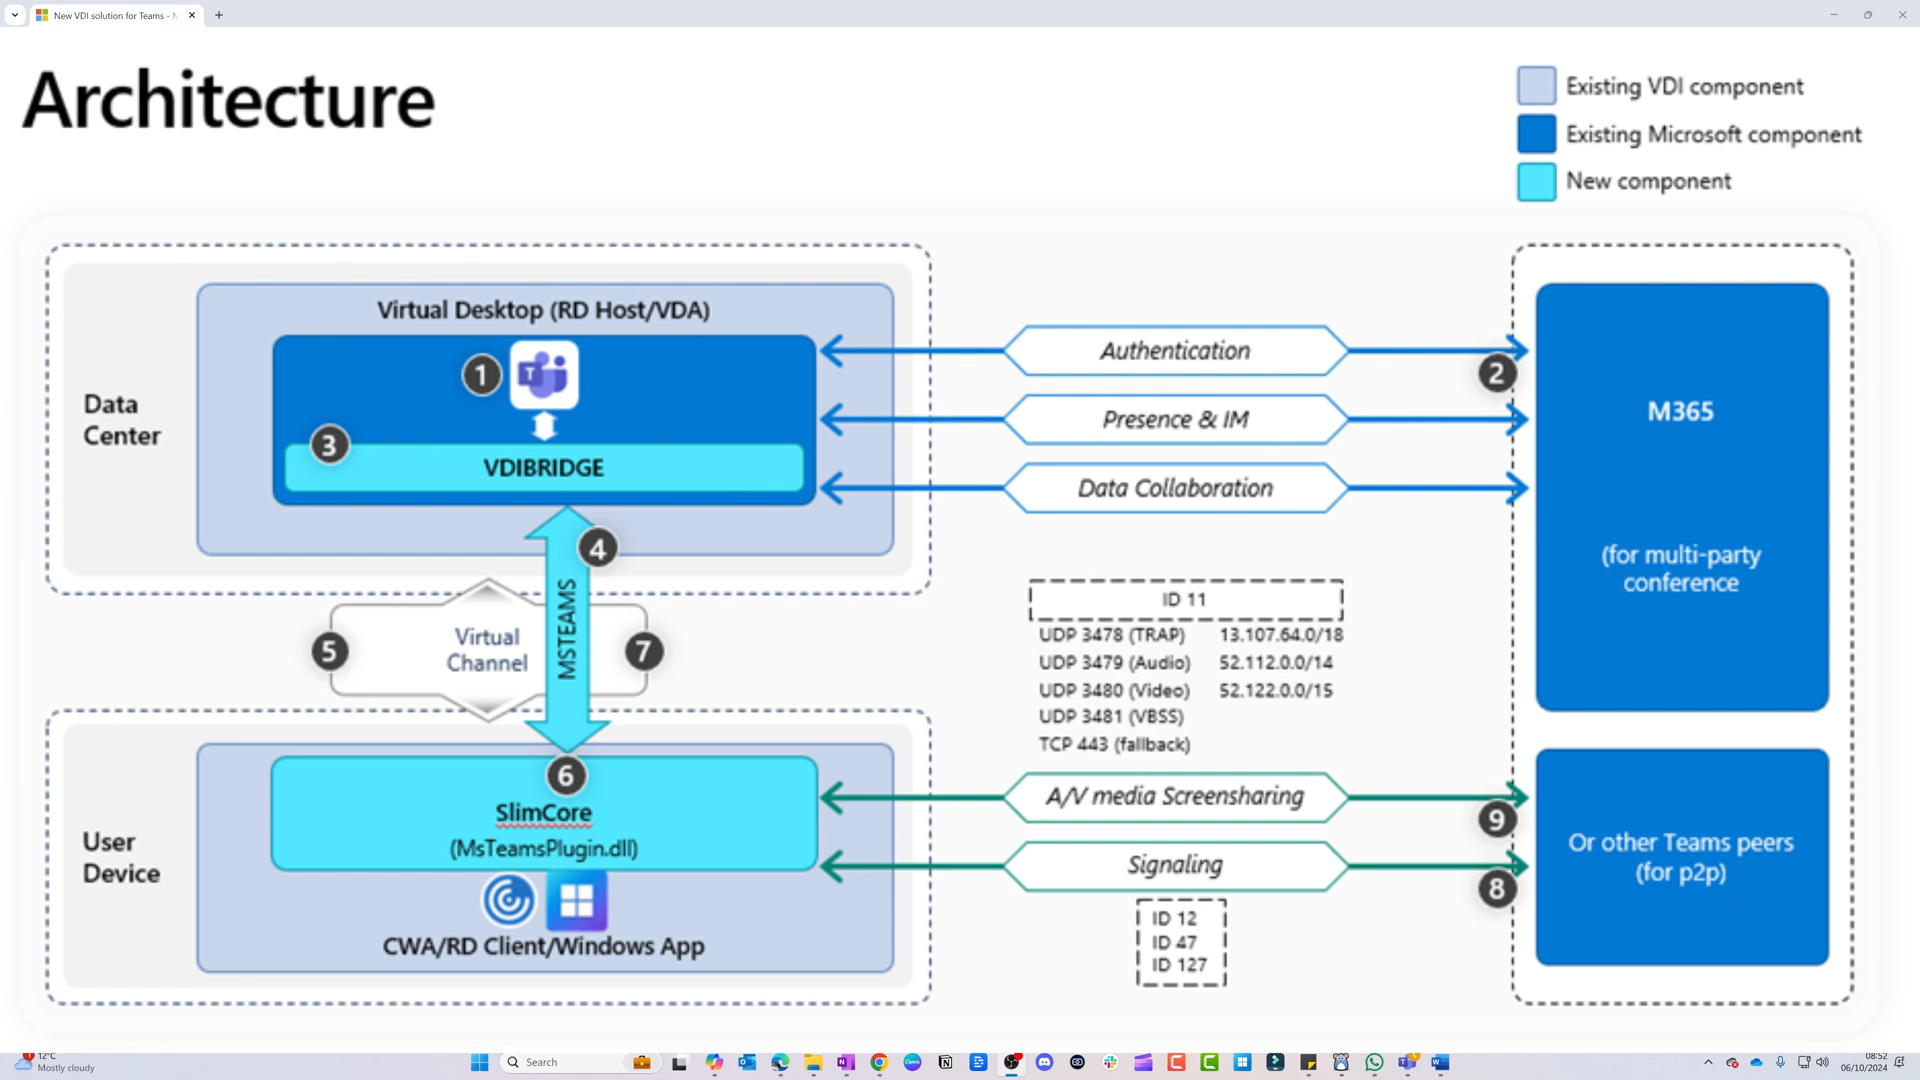 New VDI solution for Teams - M
Architecture
Existing VDI component
Existing Microsoft component
New component
Data
Center
Virtual Desktop (RD Host/VDA)
1
T
3
VDIBRIDGE
4
MSTEAMS
5
Virtual
Channel
7
User
Device
6
SlimCore
(MsTeamsPlugin.dll)
CWA/RD Client/Windows App
Authentication
2
Presence & IM
Data Collaboration
ID 11
UDP 3478 (TRAP) 13.107.64.0/18
UDP 3479 (Audio) 52.112.0.0/14
UDP 3480 (Video) 52.122.0.0/15
UDP 3481 (VBSS)
TCP 443 (fallback)
A/V media Screensharing
9
Signaling
8
ID 12
ID 47
ID 127
M365
(for multi-party
conference
Or other Teams peers
(for p2p)
12°C
Mostly cloudy
Search
08:52
06/10/2024